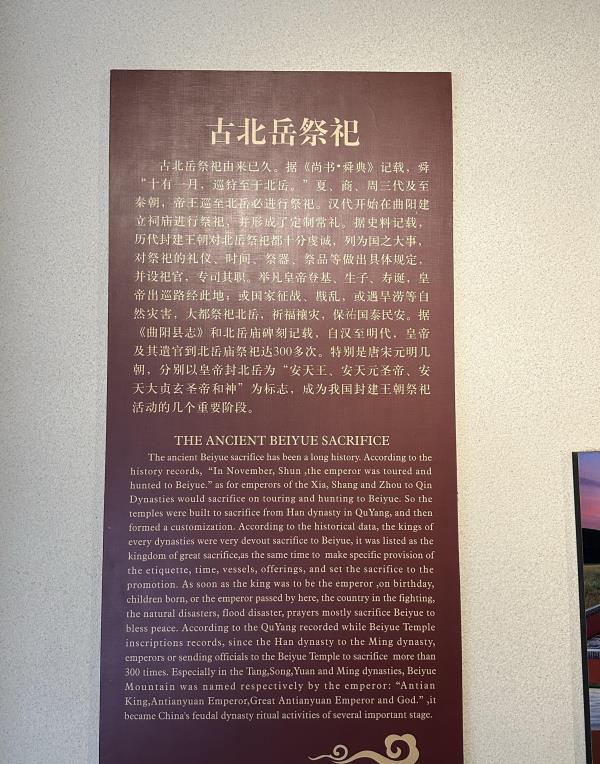 古北岳祭祀
古北岳祭祀由来已久。据《尚书•舜典》记载，舜
“十有一月，巡狩至于北岳。”夏、商、周三代及至
秦朝，帝王巡至北岳必进行祭祀。汉代开始在曲阳建
立祠庙进行祭祀，并形成了定制常礼。据史料记载，
历代封建王朝对北岳祭祀都十分虔诚，列为国之大事，
对祭祀的礼仪、时间、祭器、祭品等做出具体规定，
并设祀官，专司其职。举凡皇帝登基、生子、寿诞，皇
帝出巡路经此地；或国家征战、戡乱，或遇旱涝等自
然灾害，大都祭祀北岳，祈福禳灾，保祐国泰民安。据
《曲阳县志》和北岳庙碑刻记载，自汉至明代，皇帝
及其遣官到北岳庙祭祀达300多次。特别是唐宋元明几
朝，分别以皇帝封北岳为“安天王、安天元圣帝、安
天大贞玄圣帝和神”为标志，成为我国封建王朝祭祀
活动的几个重要阶段。
THE ANCIENT BEIYUE SACRIFICE
The ancient Beiyue sacrifice has been a long history. According to the
history records, “In November, Shun ,the emperor was toured and
hunted to Beiyue.” as for emperors of the Xia, Shang and Zhou to Qin
Dynasties would sacrifice on touring and hunting to Beiyue. So the
temples were built to sacrifice from Han dynasty in QuYang, and then
formed a customization. According to the historical data, the kings of
every dynasties were very devout sacrifice to Beiyue, it was listed as the
kingdom of great sacrifice,as the same time to make specific provision of
the etiquette, time, vessels, offerings, and set the sacrifice to the
promotion. As soon as the king was to be the emperor ,on birthday,
children born, or the emperor passed by here, the country in the fighting,
the natural disasters, flood disaster, prayers mostly sacrifice Beiyue to
bless peace. According to the QuYang recorded while Beiyue Temple
inscriptions records, since the Han dynasty to the Ming dynasty,
emperors or sending officials to the Beiyue Temple to sacrifice more than
300 times. Especially in the Tang,Song,Yuan and Ming dynasties, Beiyue
Mountain was named respectively by the emperor: “Antian
King,Antianyuan Emperor,Great Antianyuan Emperor and God.” ,it
became China's feudal dynasty ritual activities of several important stage.